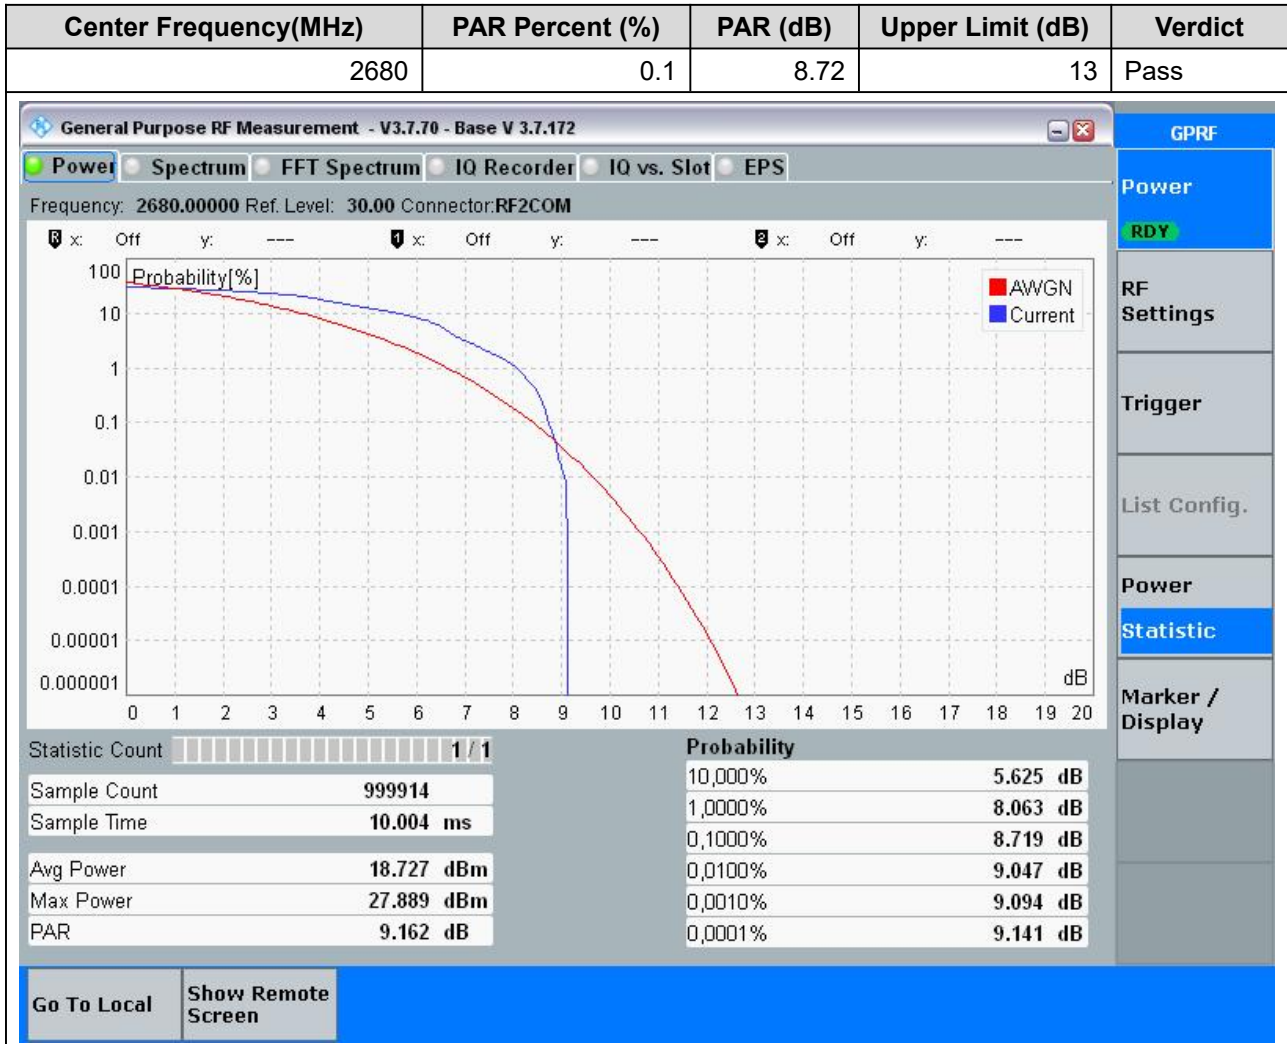 Center Frequency(MHz) PAR Percent (%) PAR (dB) Upper Limit (dB) Verdict
2680 0.1 8.72 13 Pass
General Purpose RF Measurement - V3.7.70 - Base V 3.7.172
GPRF
Power Spectrum FFT Spectrum IQ Recorder IQ vs. Slot EPS
Frequency: 2680.00000 Ref. Level: 30.00 Connector:RF2COM
R x: Off y: --- 1 x: Off y: --- 2 x: Off y: ---
Probability[%]
100
10
1
0.1
0.01
0.001
0.0001
0.00001
0.000001
AWGN
Current
dB
0 1 2 3 4 5 6 7 8 9 10 11 12 13 14 15 16 17 18 19 20
Statistic Count 1 / 1
Sample Count 999914
Sample Time 10.004 ms
Avg Power 18.727 dBm
Max Power 27.889 dBm
PAR 9.162 dB
Probability
10,000% 5.625 dB
1,0000% 8.063 dB
0,1000% 8.719 dB
0,0100% 9.047 dB
0,0010% 9.094 dB
0,0001% 9.141 dB
Power
RDY
RF
Settings
Trigger
List Config.
Power
Statistic
Marker /
Display
Go To Local
Show Remote
Screen